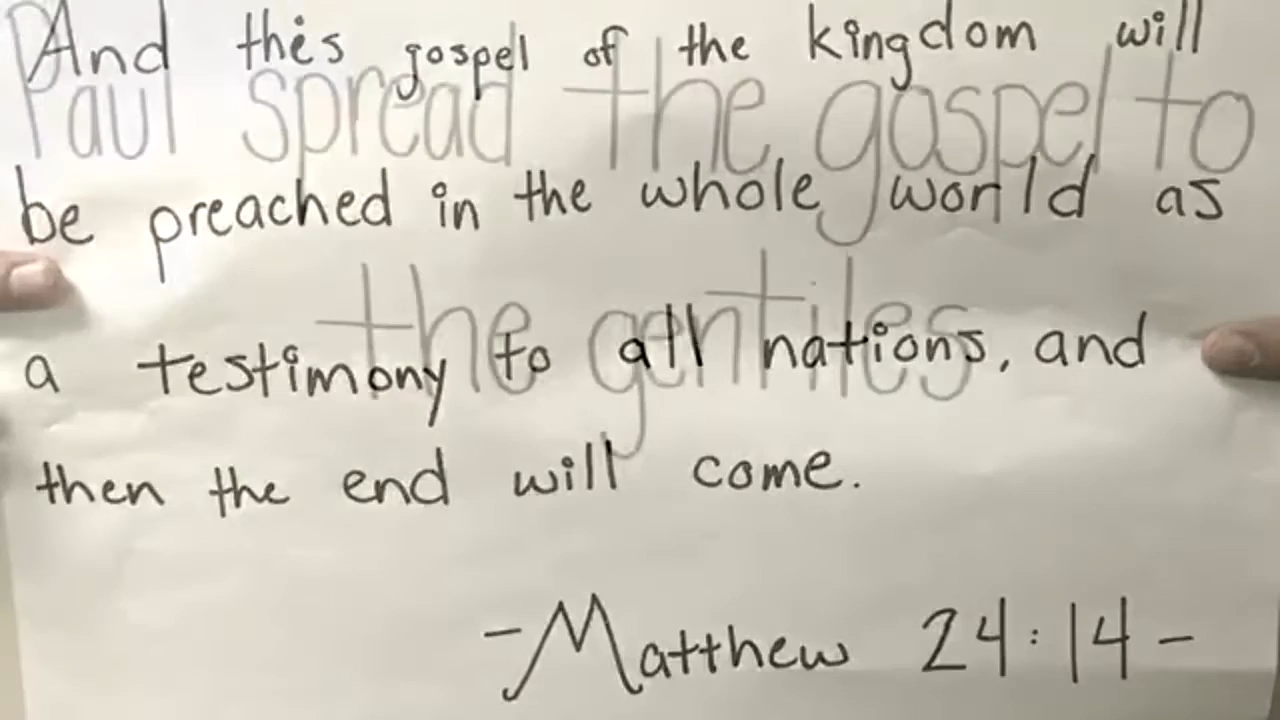 And this gospel of the kingdom will
Paul spread the gospel to
be preached in the whole world as
the gentiles
a testimony to all nations, and
then the end will come.
-Matthew 24:14-